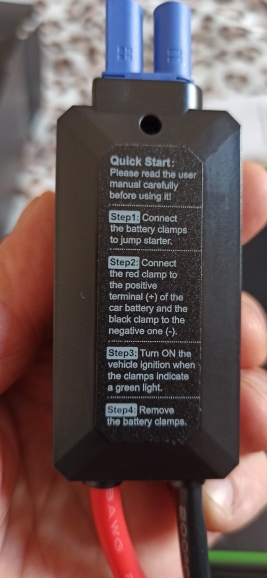 Quick Start:
Please read the user
manual carefully
before using it!
Step1: Connect
the battery clamps
to jump starter.
Step2: Connect
the red clamp to
the positive
terminal (+) of the
car battery and the
black clamp to the
negative one (-).
Step3: Turn ON the
vehicle ignition when
the clamps indicate
a green light.
Step4: Remove
the battery clamps.
AWG